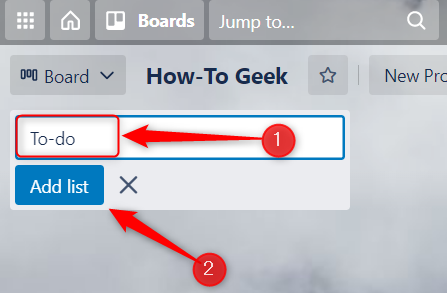 Boards Jump to...
Board How-To Geek New Pro
To-do 1
Add list
2